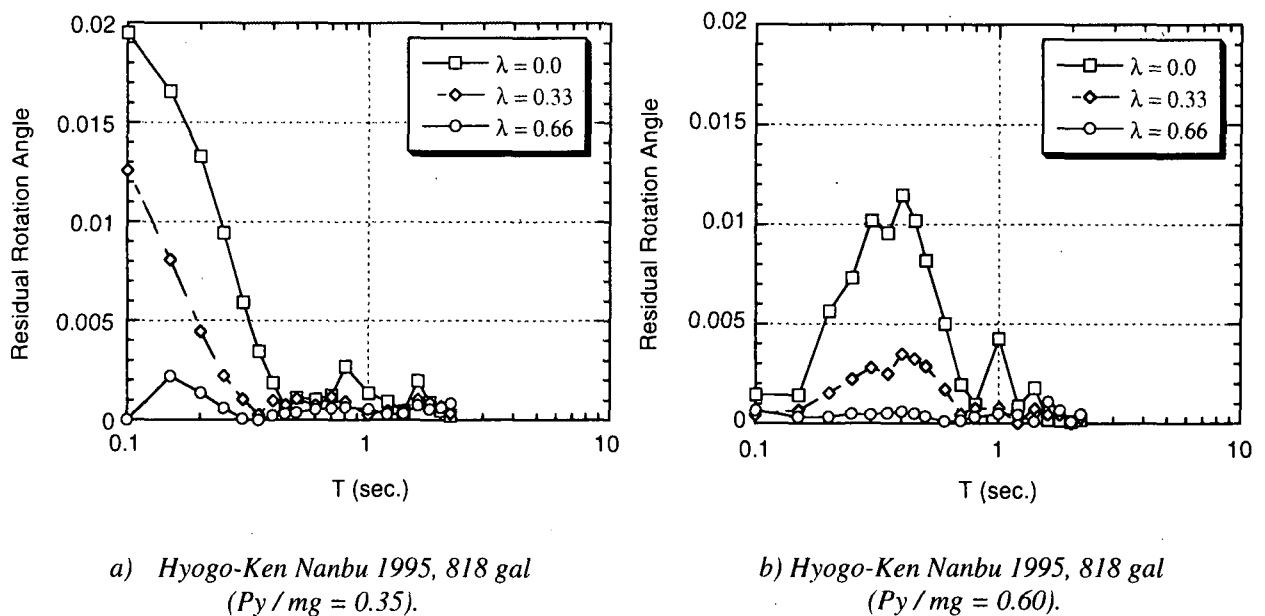 0.02
0.015
0.01
0.005
0
Residual Rotation Angle
λ = 0.0
λ = 0.33
λ = 0.66
0.1
1
10
T (sec.)
a) Hyogo-Ken Nanbu 1995, 818 gal
(Py / mg = 0.35).
0.02
0.015
0.01
0.005
0
Residual Rotation Angle
λ = 0.0
λ = 0.33
λ = 0.66
0.1
1
10
T (sec.)
b) Hyogo-Ken Nanbu 1995, 818 gal
(Py / mg = 0.60).